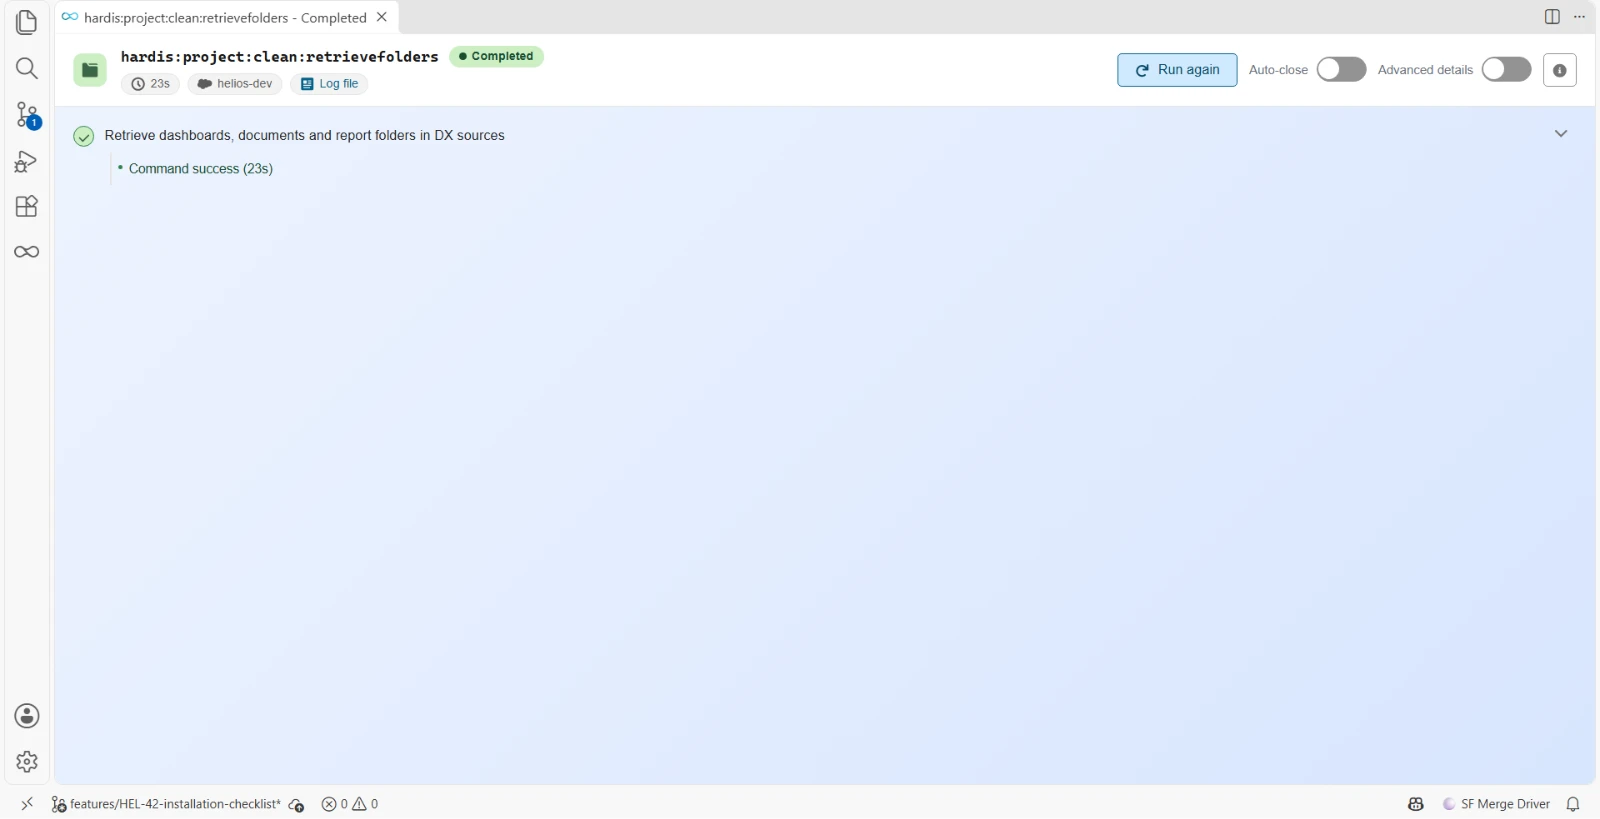 hardis:project:clean:retrievefolders - Completed
hardis:project:clean:retrievefolders
Completed
23s
helios-dev
Log file
Run again
Auto-close
Advanced details
1
Retrieve dashboards, documents and report folders in DX sources
Command success (23s)
features/HEL-42-installation-checklist*
0
0
SF Merge Driver